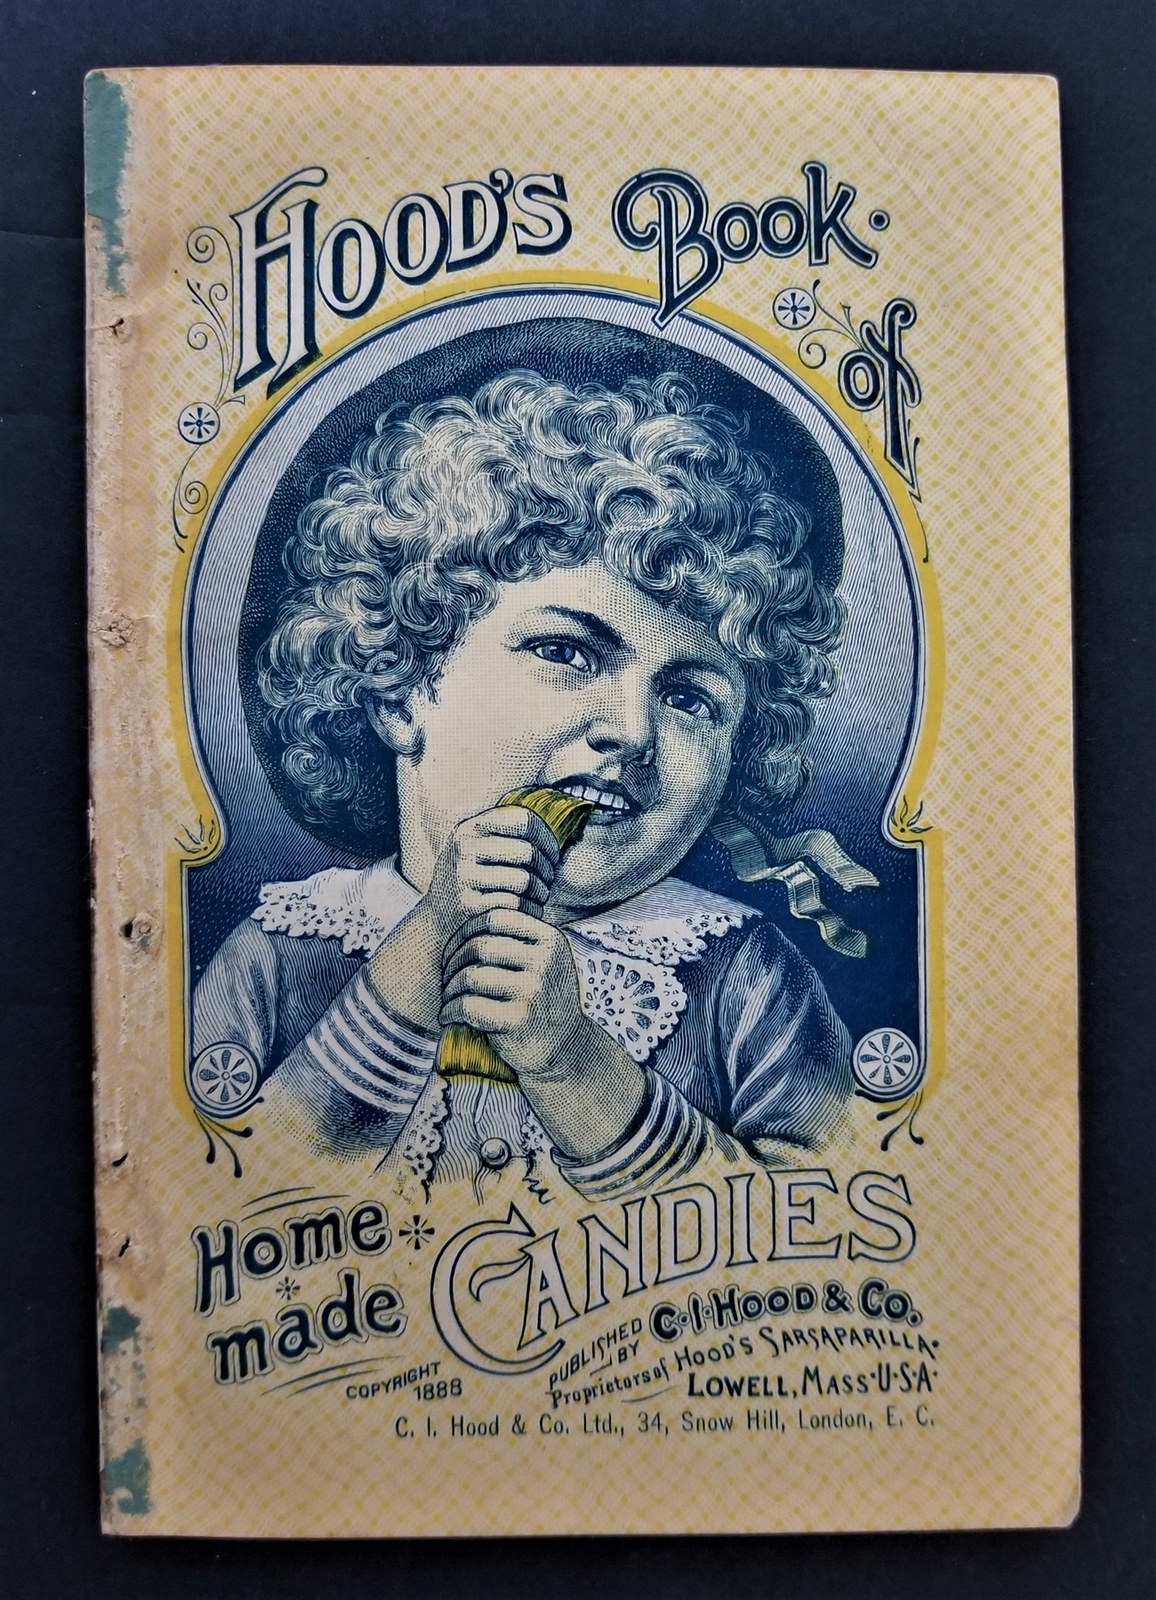 HOOD'S Book
of
Home
made
CANDIES
COPYRIGHT
1888
PUBLISHED
BY
C·I·HOOD & CO.
Proprietors of HOOD'S SARSAPARILLA·
LOWELL, MASS·U·S·A·
C. I. Hood & Co. Ltd., 34, Snow Hill, London, E. C.